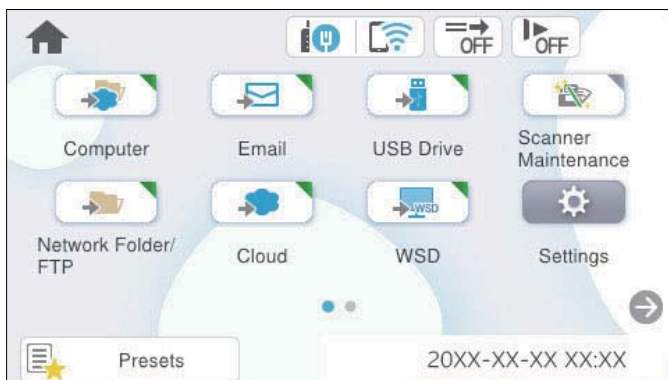 OFF OFF
Computer Email USB Drive Scanner
Maintenance
WSD
Network Folder/
FTP Cloud WSD Settings
Presets 20XX-XX-XX XX:XX